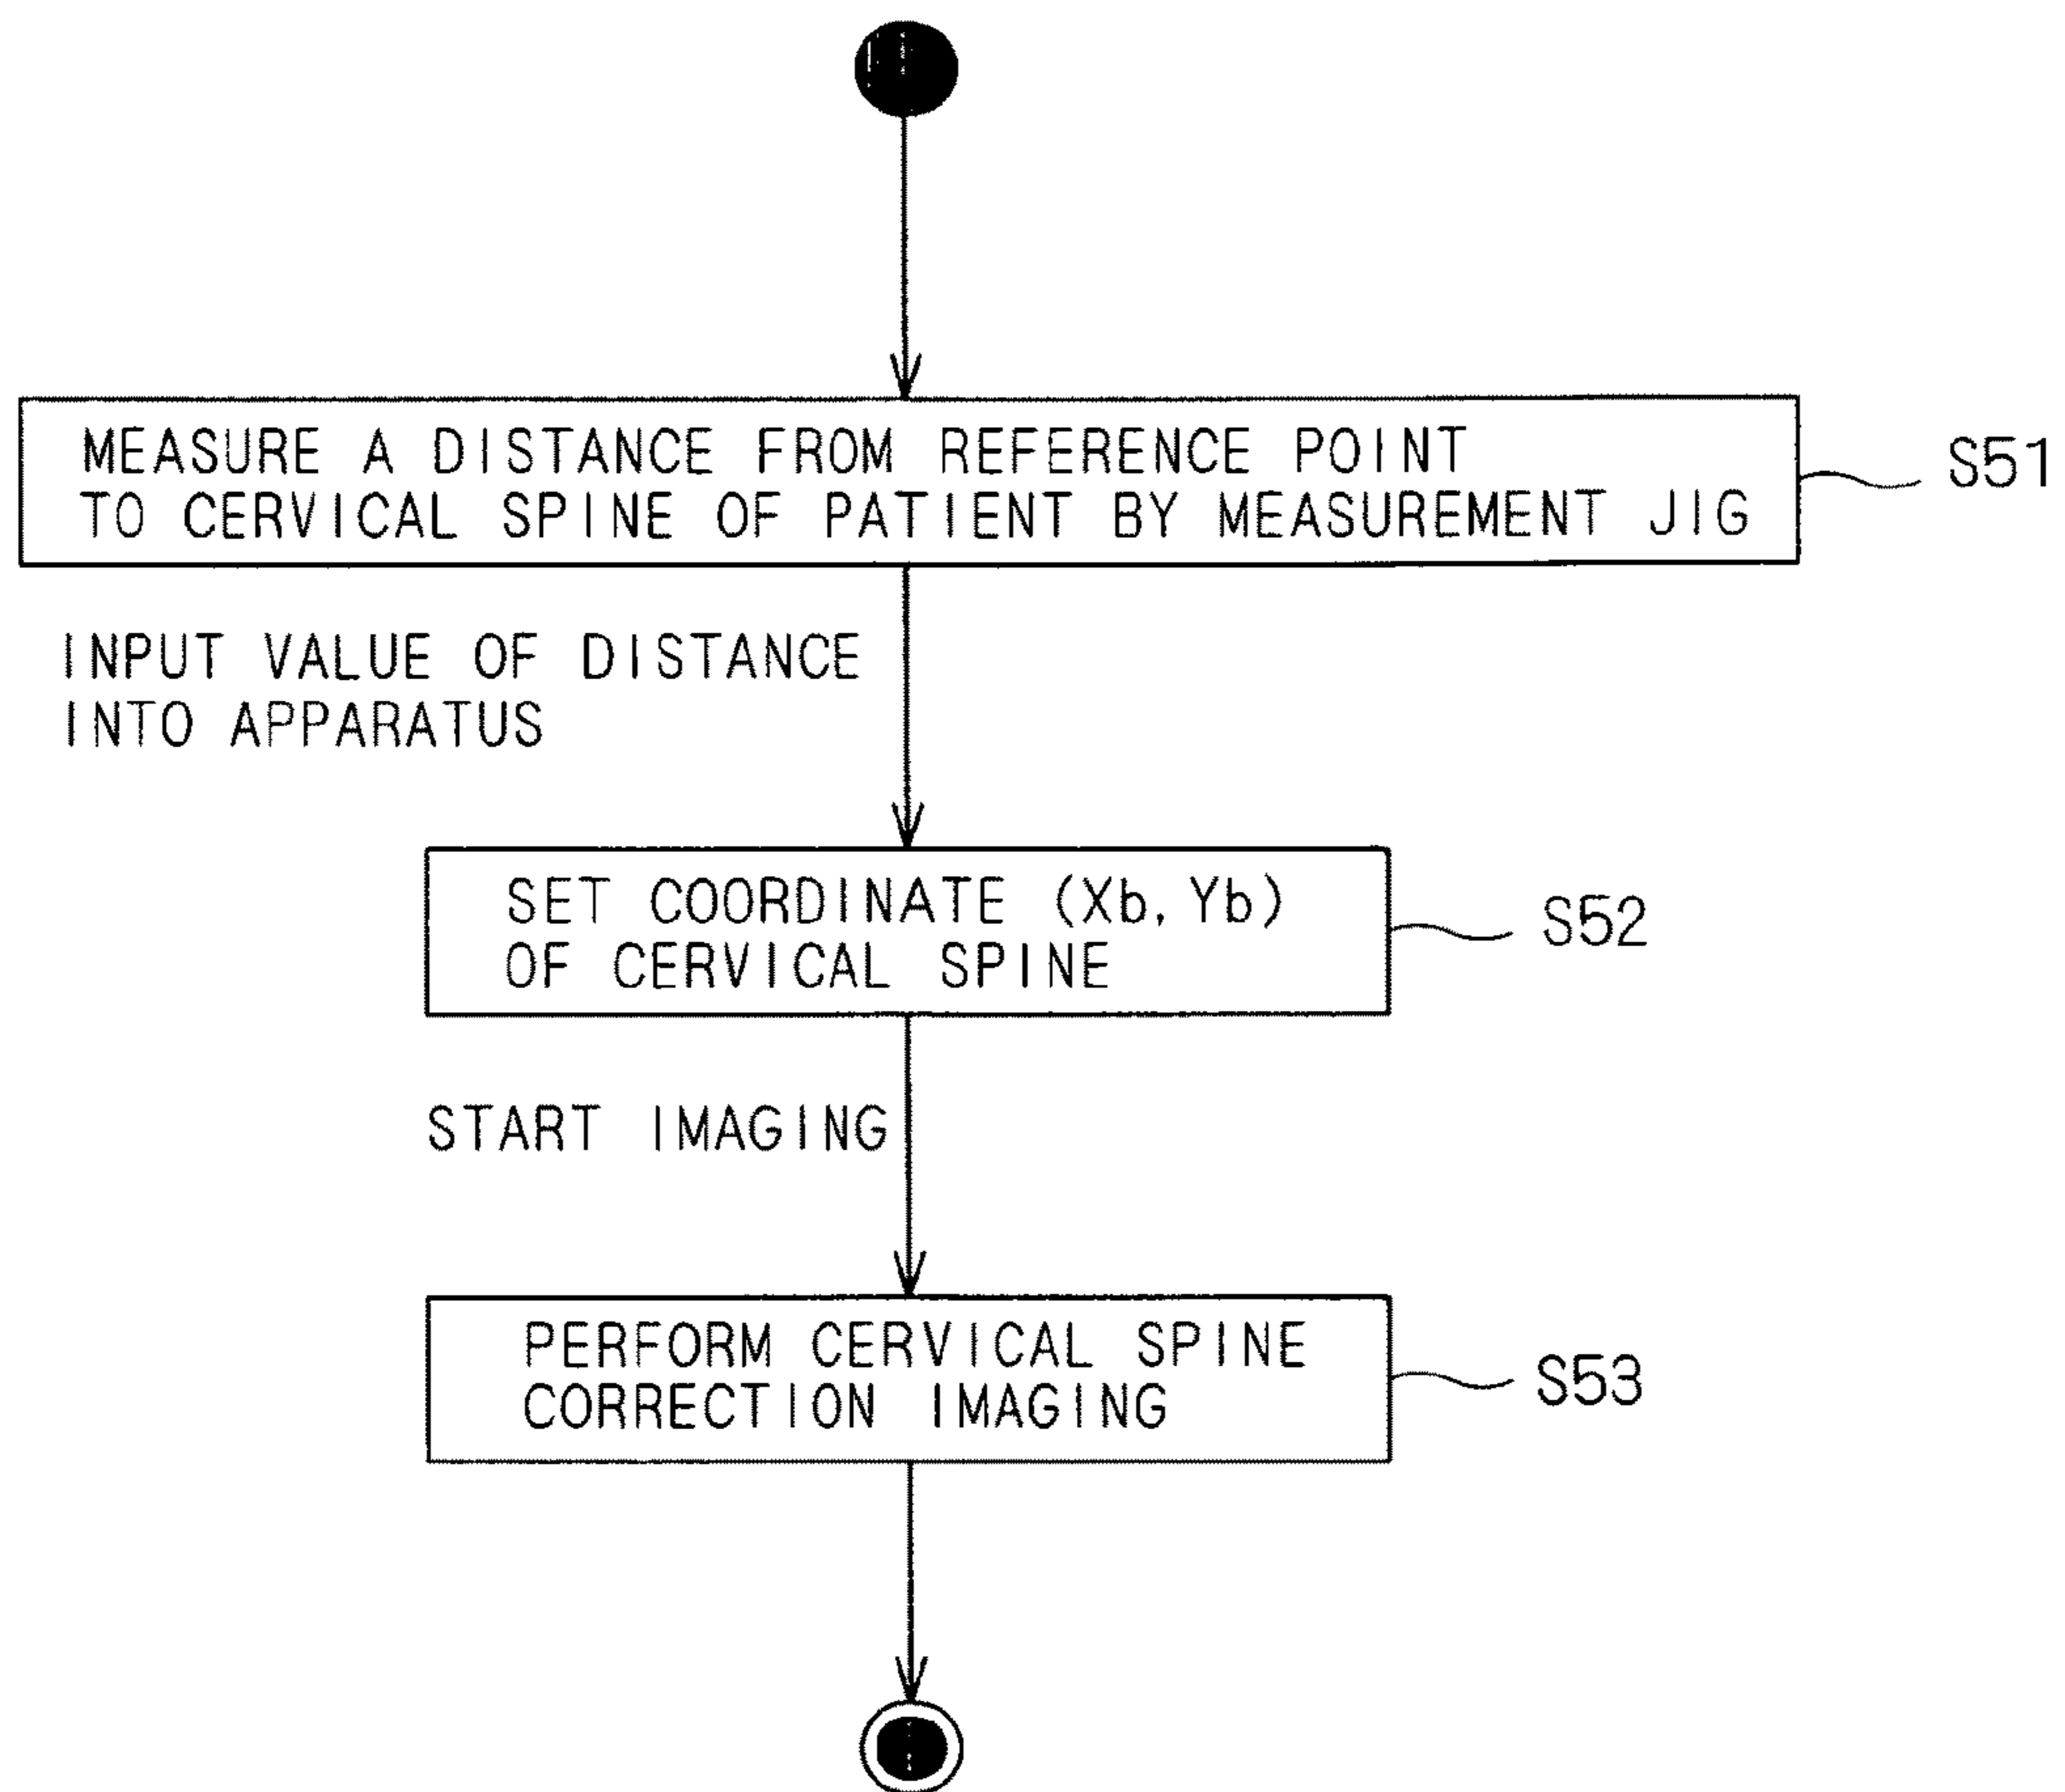 MEASURE A DISTANCE FROM REFERENCE POINT
TO CERVICAL SPINE OF PATIENT BY MEASUREMENT JIG
S51
INPUT VALUE OF DISTANCE
INTO APPARATUS
SET COORDINATE (Xb, Yb)
OF CERVICAL SPINE
S52
START IMAGING
PERFORM CERVICAL SPINE
CORRECTION IMAGING
S53